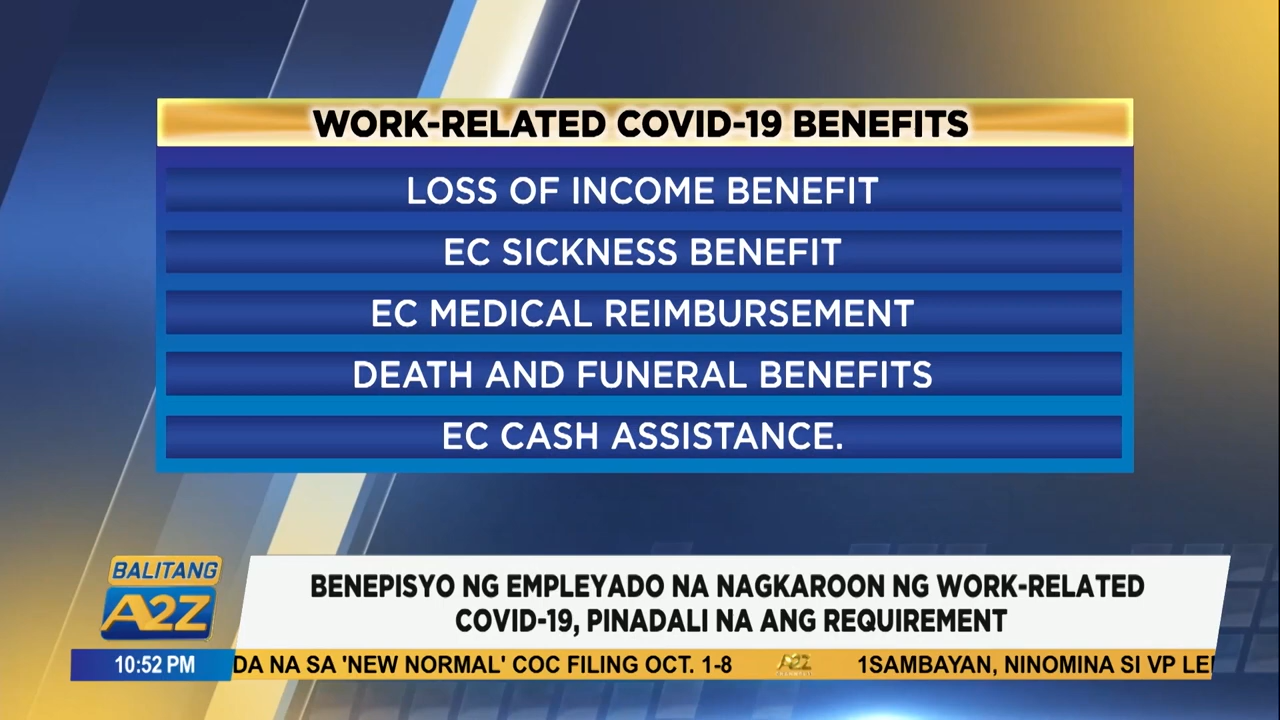 WORK-RELATED COVID-19 BENEFITS
LOSS OF INCOME BENEFIT
EC SICKNESS BENEFIT
EC MEDICAL REIMBURSEMENT
DEATH AND FUNERAL BENEFITS
EC CASH ASSISTANCE.
BALITANG
A2Z
BENEPISYO NG EMPLEYADO NA NAGKAROON NG WORK-RELATED
COVID-19, PINADALI NA ANG REQUIREMENT
10:52 PM
DA NA SA 'NEW NORMAL' COC FILING OCT. 1-8 A2Z 1SAMBAYAN, NINOMINA SI VP